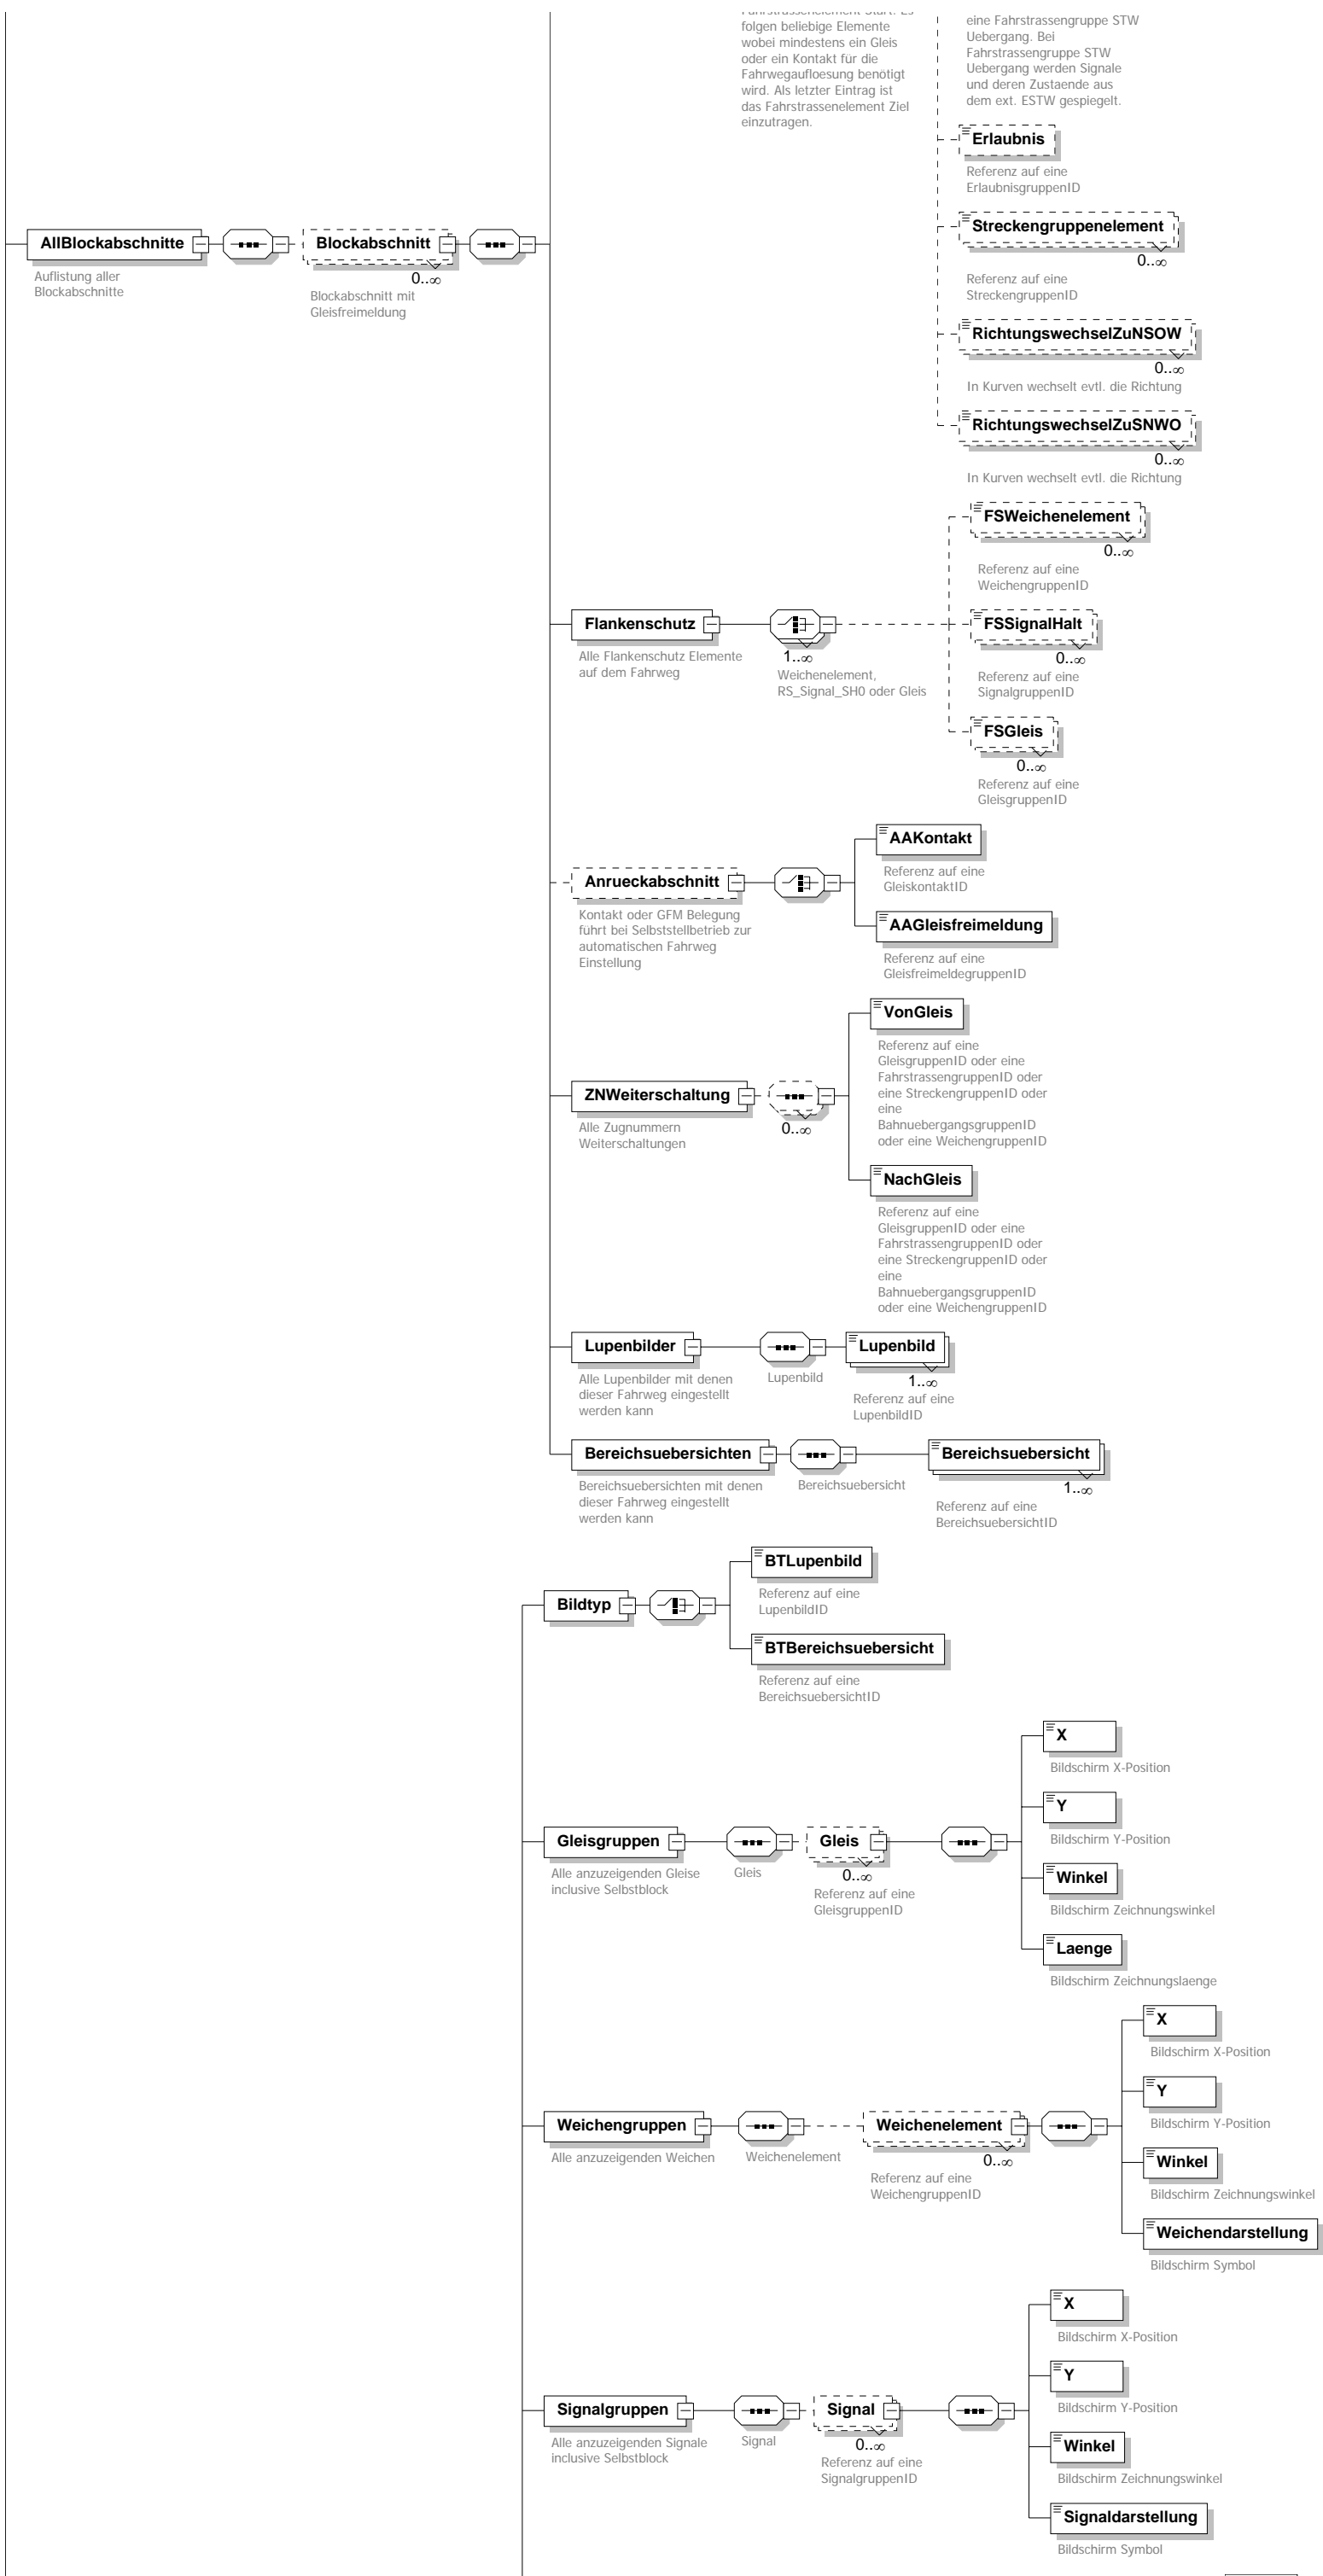 folgen beliebige Elemente
wobei mindestens ein Gleis
oder ein Kontakt für die
Fahrwegaufloesung benötigt
wird. Als letzter Eintrag ist
das Fahrstrassenelement Ziel
einzutragen.
eine Fahrstrassengruppe STW
Uebergang. Bei
Fahrstrassengruppe STW
Uebergang werden Signale
und deren Zustaende aus
dem ext. ESTW gespiegelt.
Erlaubnis
Referenz auf eine
ErlaubnisgruppenID
AllBlockabschnitte
Auflistung aller
Blockabschnitte
Blockabschnitt
0..∞
Blockabschnitt mit
Gleisfreimeldung
Streckengruppenelement
0..∞
Referenz auf eine
StreckengruppenID
RichtungswechselZuNSOW
0..∞
In Kurven wechselt evtl. die Richtung
RichtungswechselZuSNWO
0..∞
In Kurven wechselt evtl. die Richtung
Flankenschutz
Alle Flankenschutz Elemente
auf dem Fahrweg
1..∞
Weichenelement,
RS_Signal_SH0 oder Gleis
FSWeichenelement
0..∞
Referenz auf eine
WeichengruppenID
FSSignalHalt
0..∞
Referenz auf eine
SignalgruppenID
FSGleis
0..∞
Referenz auf eine
GleisgruppenID
Anrueckabschnitt
Kontakt oder GFM Belegung
führt bei Selbststellbetrieb zur
automatischen Fahrweg
Einstellung
AAKontakt
Referenz auf eine
GleiskontaktID
AAGleisfreimeldung
Referenz auf eine
GleisfreimeldegruppenID
ZNWeiterschaltung
Alle Zugnummern
Weiterschaltungen
0..∞
VonGleis
Referenz auf eine
GleisgruppenID oder eine
FahrstrassengruppenID oder
eine StreckengruppenID oder
eine
BahnuebergangsgruppenID
oder eine WeichengruppenID
NachGleis
Referenz auf eine
GleisgruppenID oder eine
FahrstrassengruppenID oder
eine StreckengruppenID oder
eine
BahnuebergangsgruppenID
oder eine WeichengruppenID
Lupenbilder
Alle Lupenbilder mit denen
dieser Fahrweg eingestellt
werden kann
Lupenbild
Lupenbild
1..∞
Referenz auf eine
LupenbildID
Bereichsuebersichten
Bereichsuebersichten mit denen
dieser Fahrweg eingestellt
werden kann
Bereichsuebersicht
Bereichsuebersicht
1..∞
Referenz auf eine
BereichsuebersichtID
Bildtyp
BTLupenbild
Referenz auf eine
LupenbildID
BTBereichsuebersicht
Referenz auf eine
BereichsuebersichtID
Gleisgruppen
Alle anzuzeigenden Gleise
inclusive Selbstblock
Gleis
Gleis
0..∞
Referenz auf eine
GleisgruppenID
X
Bildschirm X-Position
Y
Bildschirm Y-Position
Winkel
Bildschirm Zeichnungswinkel
Laenge
Bildschirm Zeichnungslaenge
Weichengruppen
Alle anzuzeigenden Weichen
Weichenelement
Weichenelement
0..∞
Referenz auf eine
WeichengruppenID
X
Bildschirm X-Position
Y
Bildschirm Y-Position
Winkel
Bildschirm Zeichnungswinkel
Weichendarstellung
Bildschirm Symbol
Signalgruppen
Alle anzuzeigenden Signale
inclusive Selbstblock
Signal
Signal
0..∞
Referenz auf eine
SignalgruppenID
X
Bildschirm X-Position
Y
Bildschirm Y-Position
Winkel
Bildschirm Zeichnungswinkel
Signaldarstellung
Bildschirm Symbol